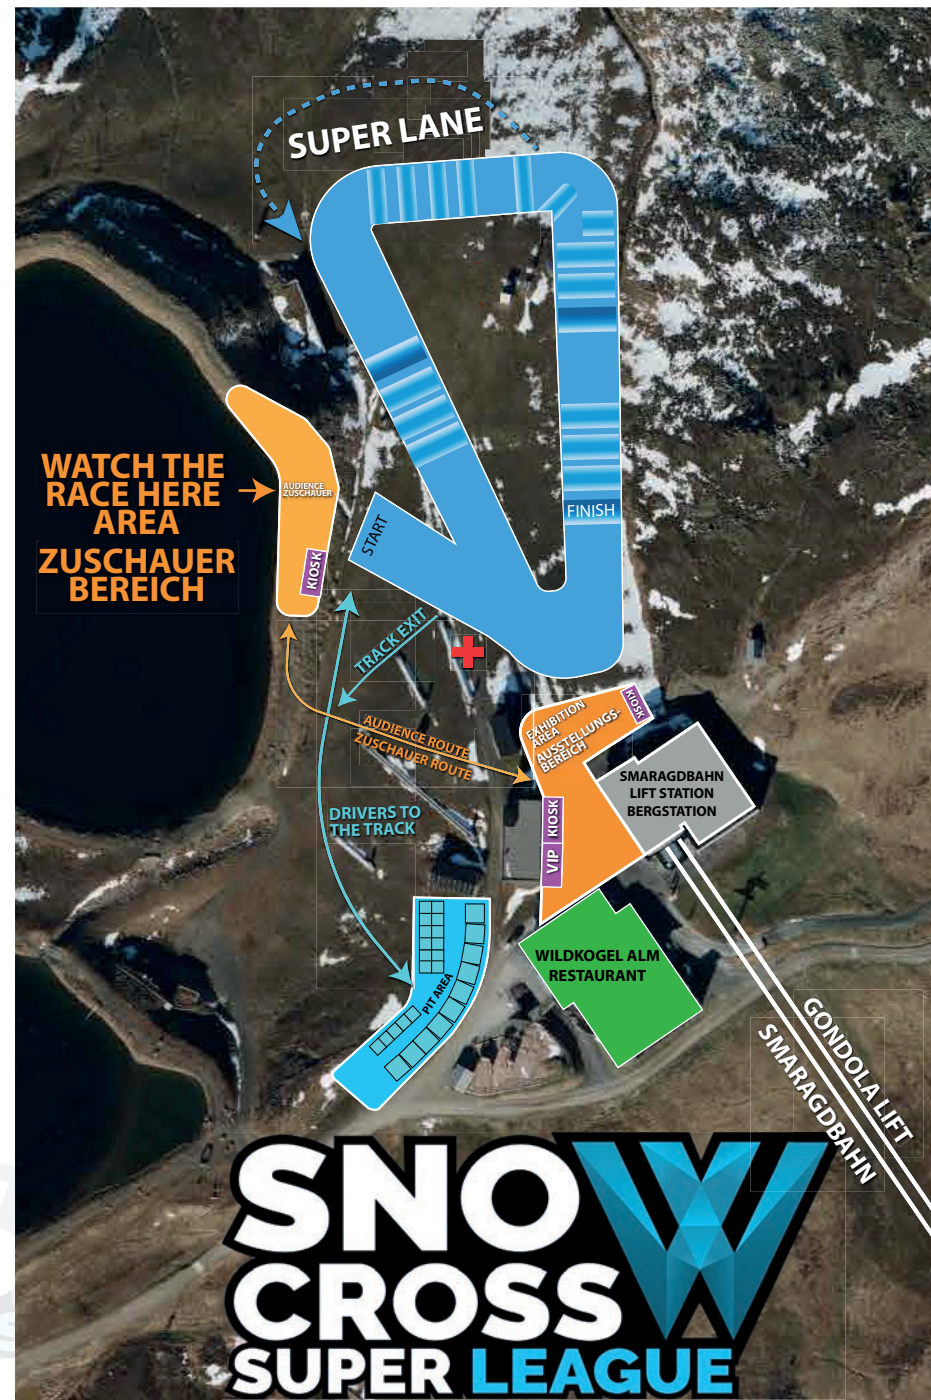 SUPER LANE
WATCH THE
RACE HERE
AREA
ZUSCHAUER
BEREICH
AUDIENCE
ZUSCHAUER
KIOSK
START
FINISH
TRACK EXIT
AUDIENCE ROUTE
ZUSCHAUER ROUTE
EXHIBITION
AREA
AUSSTELLUNGS-
BEREICH
KIOSK
SMARAGDBAHN
LIFT STATION
BERGSTATION
DRIVERS TO
THE TRACK
KIOSK
VIP
PIT AREA
WILDKOGEL ALM
RESTAURANT
GONDOLA LIFT
SMARAGDBAHN
SNOW
CROSS
SUPER LEAGUE